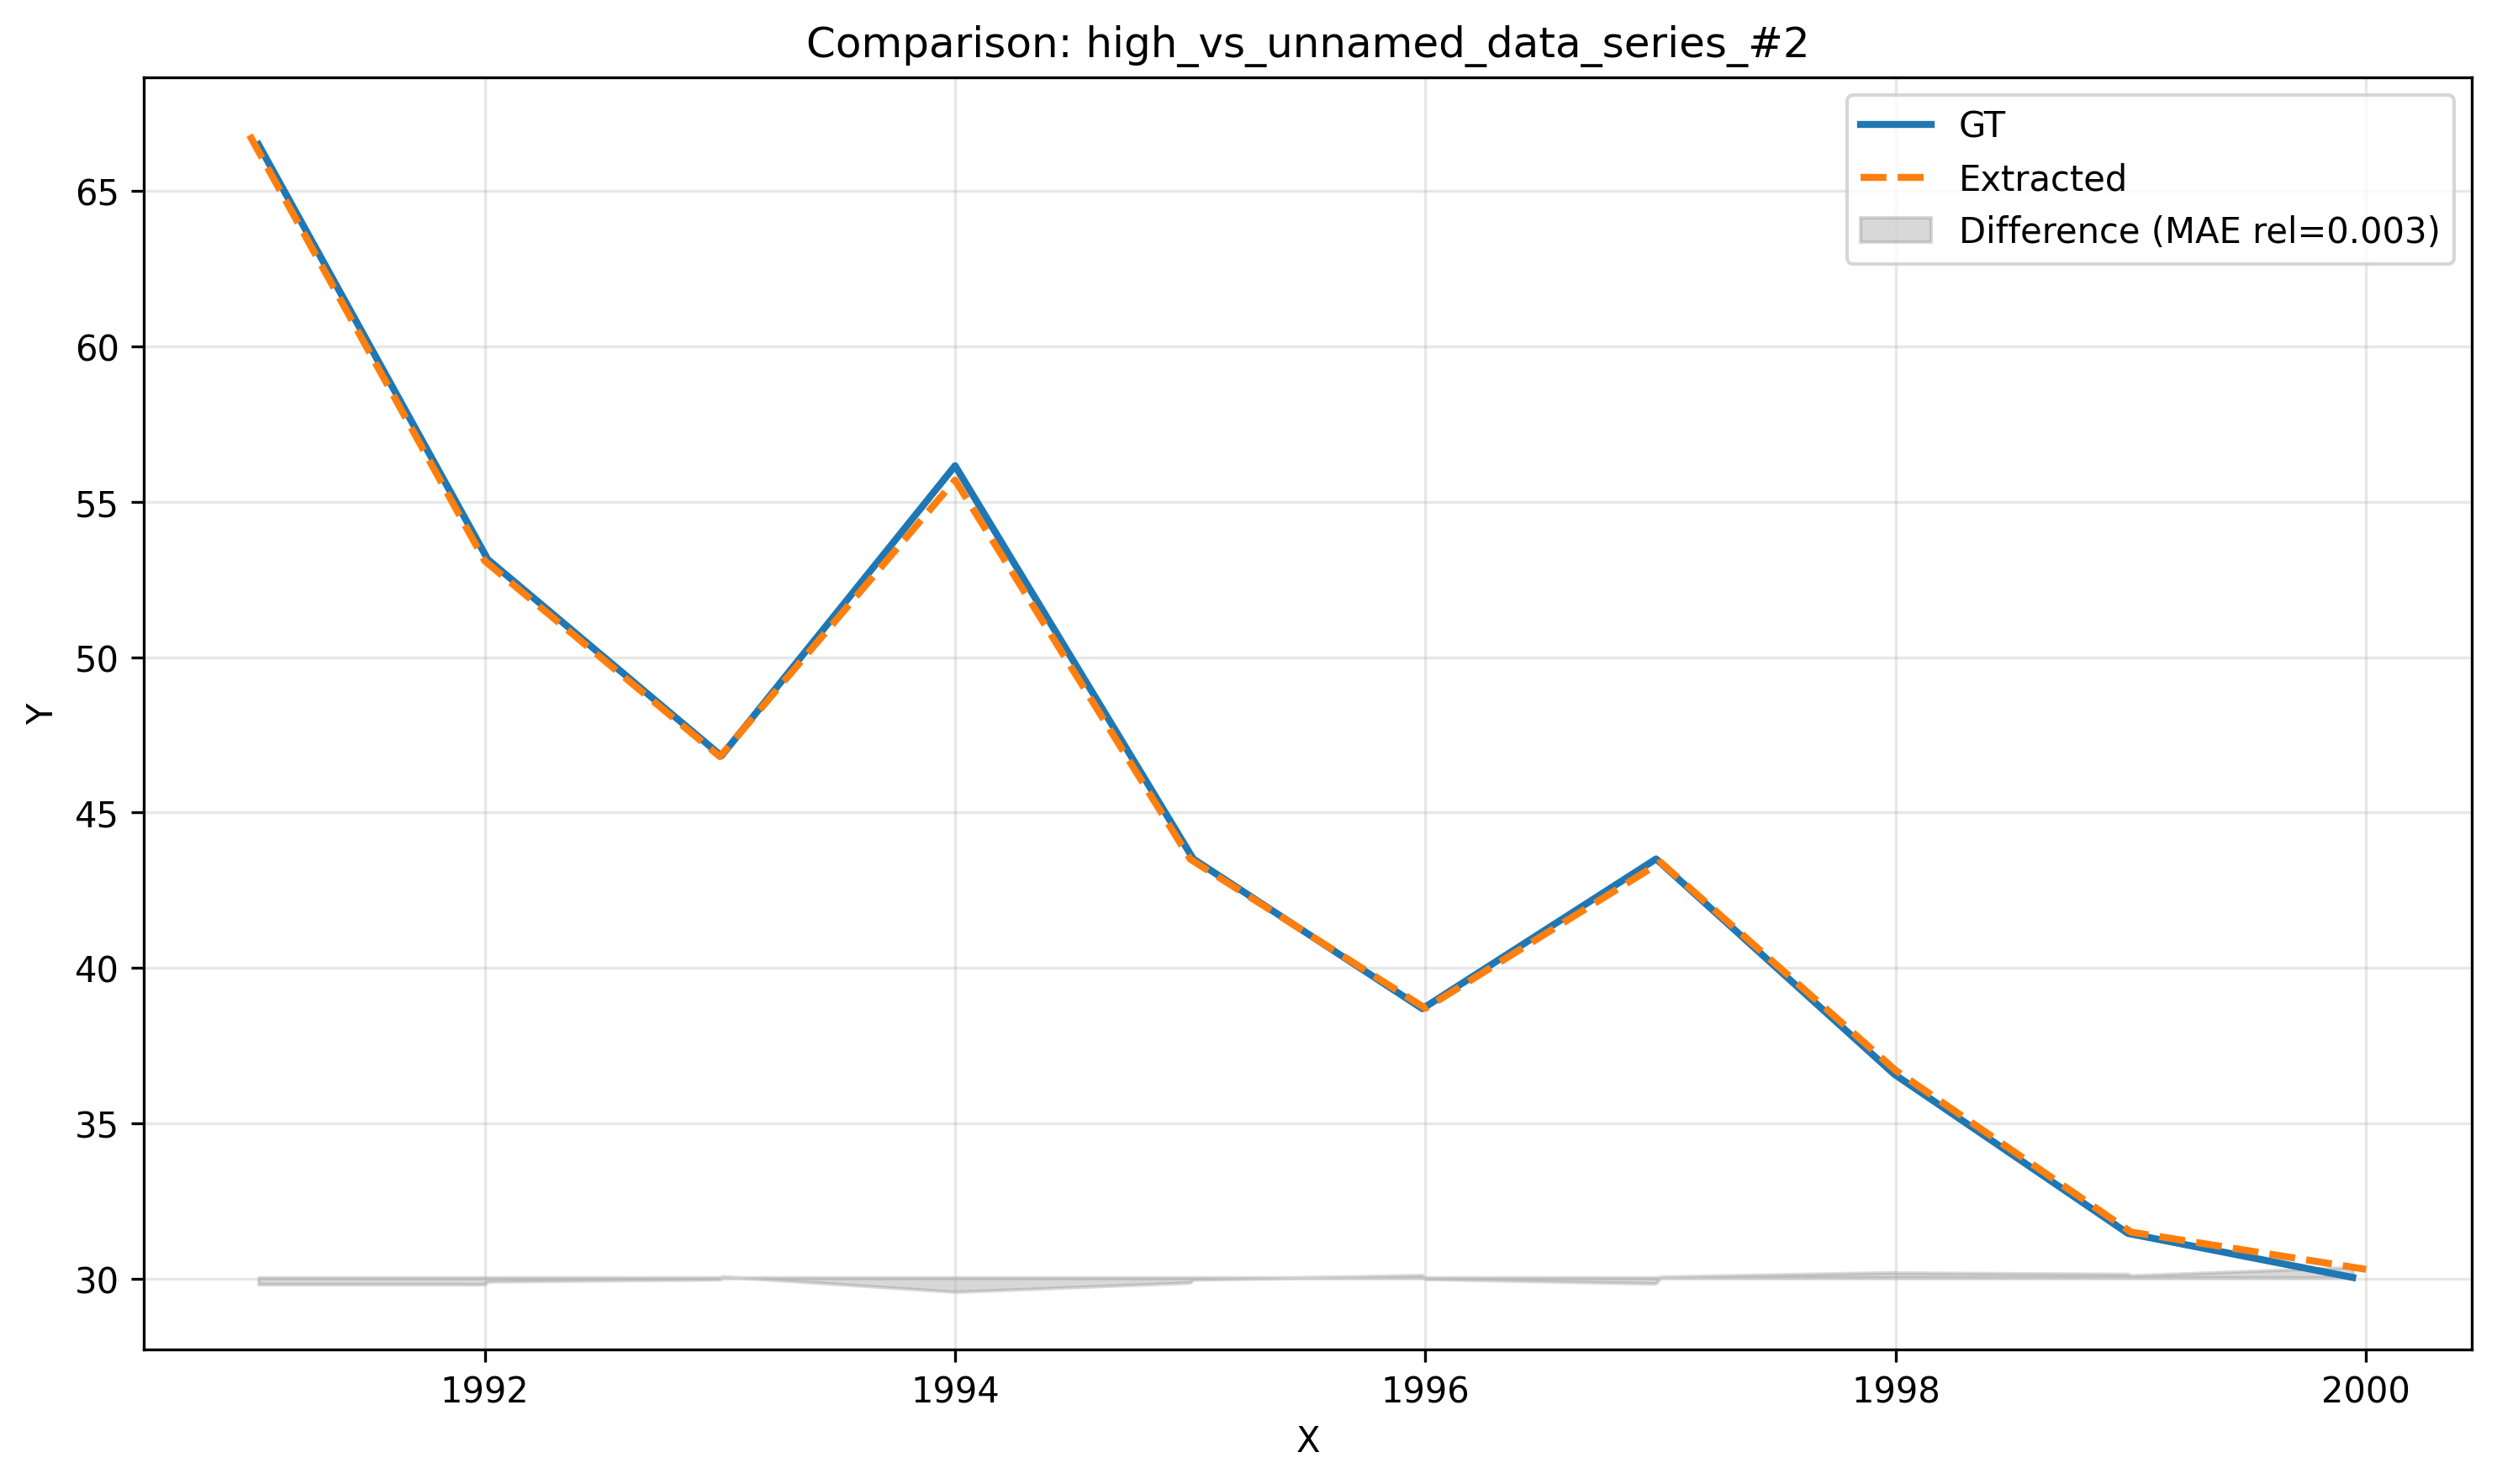 Comparison: high_vs_unnamed_data_series_#2
GT
Extracted
Difference (MAE rel=0.003)
65
60
55
50
45
40
35
30
Y
1992
1994
1996
1998
2000
X